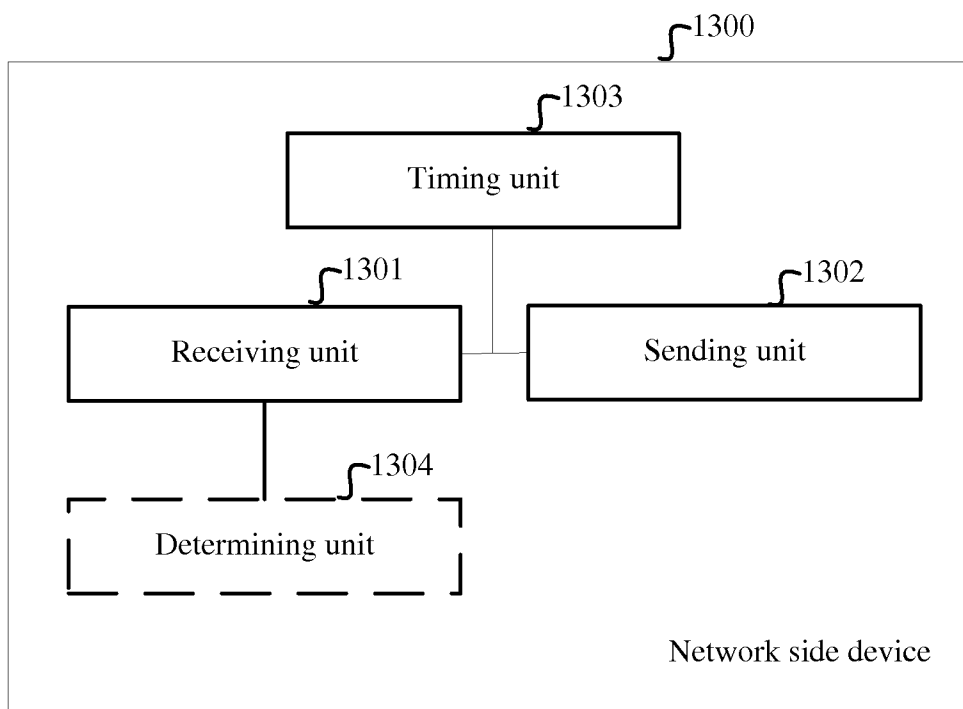 1300
1303
Timing unit
1301
1302
Receiving unit
Sending unit
1304
Determining unit
Network side device